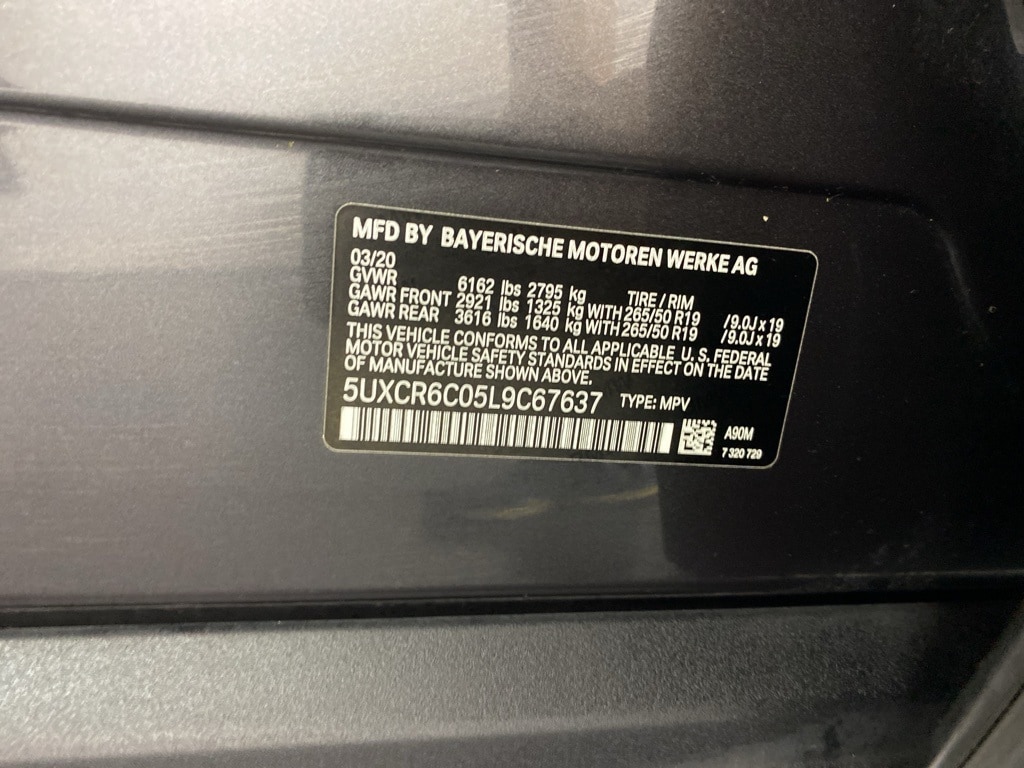 MFD BY BAYERISCHE MOTOREN WERKE AG
03/20
GVWR 6162 lbs 2795 kg TIRE / RIM
GAWR FRONT 2921 lbs 1325 kg WITH 265/50 R19 /9.0J x 19
GAWR REAR 3616 lbs 1640 kg WITH 265/50 R19 /9.0J x 19
THIS VEHICLE CONFORMS TO ALL APPLICABLE U. S. FEDERAL
MOTOR VEHICLE SAFETY STANDARDS IN EFFECT ON THE DATE
OF MANUFACTURE SHOWN ABOVE.
5UXCR6C05L9C67637 TYPE: MPV
A90M
7 320 729